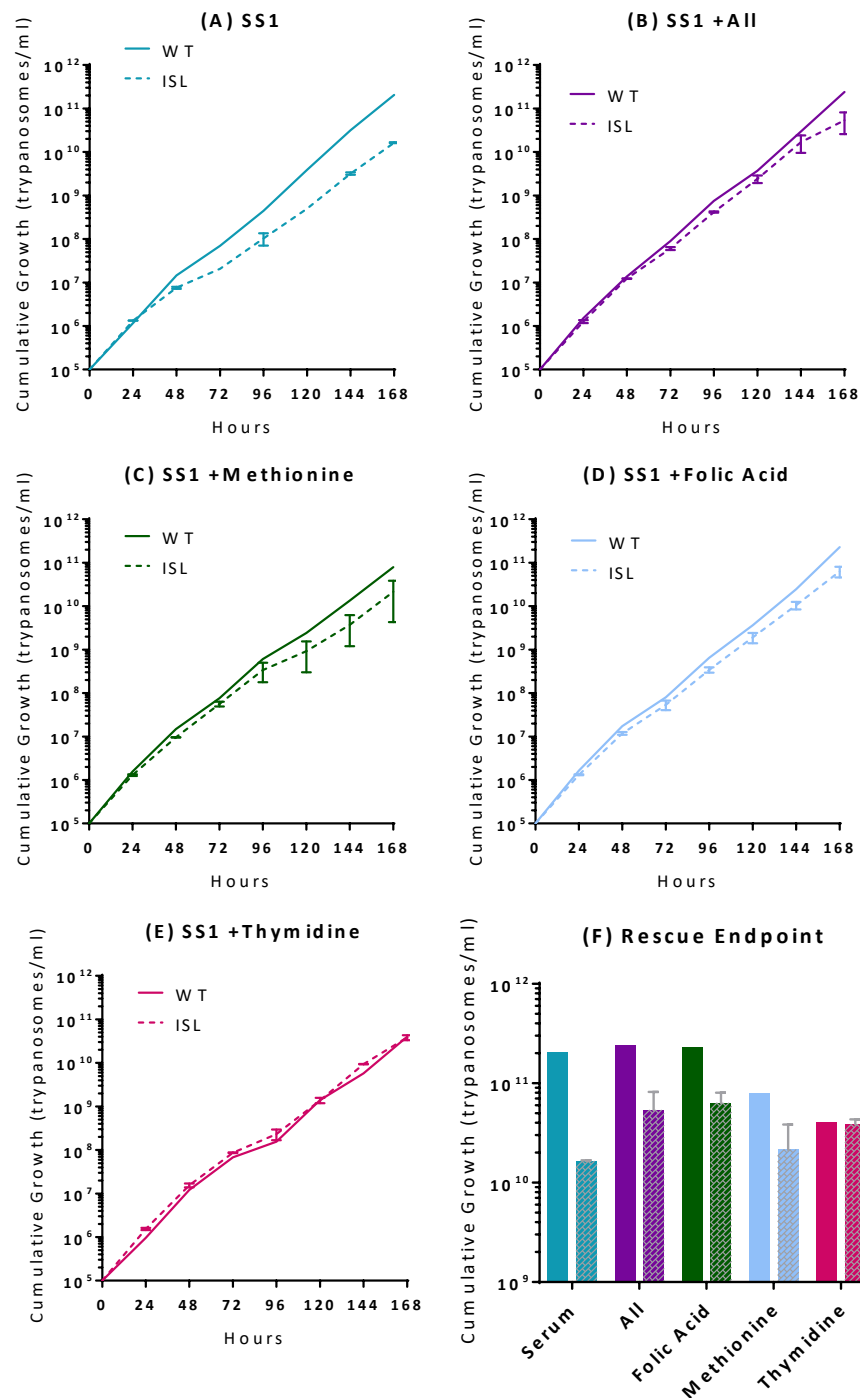 (A) SS1
Cumulative Growth (trypanosomes/ml)
WT
ISL
10^12
10^11
10^10
10^9
10^8
10^7
10^6
10^5
0 24 48 72 96 120 144 168
Hours
(B) SS1 +All
Cumulative Growth (trypanosomes/ml)
WT
ISL
10^12
10^11
10^10
10^9
10^8
10^7
10^6
10^5
0 24 48 72 96 120 144 168
Hours
(C) SS1 +Methionine
Cumulative Growth (trypanosomes/ml)
WT
ISL
10^12
10^11
10^10
10^9
10^8
10^7
10^6
10^5
0 24 48 72 96 120 144 168
Hours
(D) SS1 +Folic Acid
Cumulative Growth (trypanosomes/ml)
WT
ISL
10^12
10^11
10^10
10^9
10^8
10^7
10^6
10^5
0 24 48 72 96 120 144 168
Hours
(E) SS1 +Thymidine
Cumulative Growth (trypanosomes/ml)
WT
ISL
10^12
10^11
10^10
10^9
10^8
10^7
10^6
10^5
0 24 48 72 96 120 144 168
Hours
(F) Rescue Endpoint
Cumulative Growth (trypanosomes/ml)
10^12
10^11
10^10
10^9
Serum
All
Folic Acid
Methionine
Thymidine